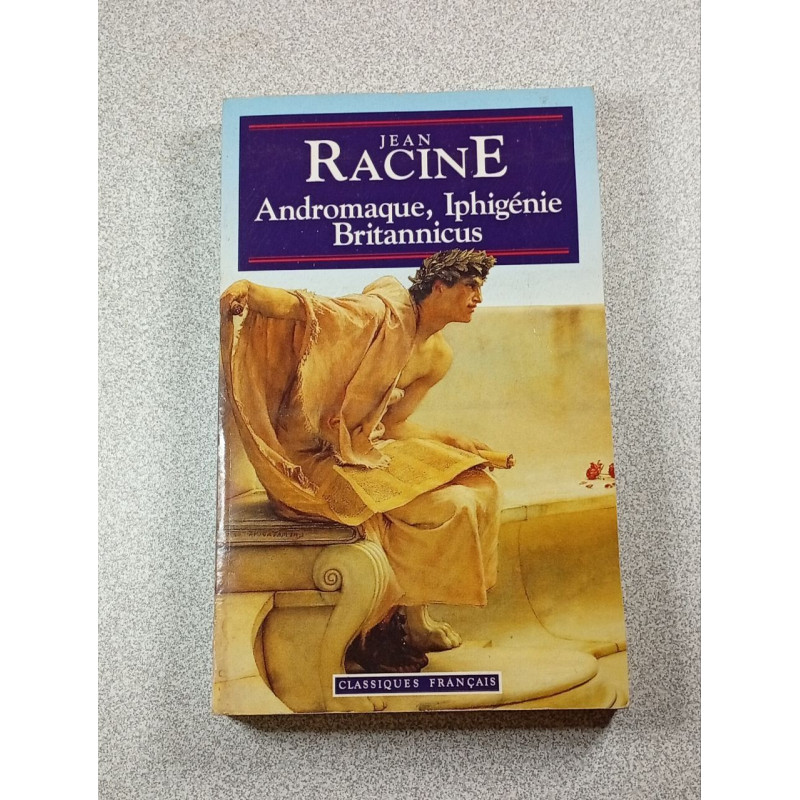 JEAN
RACINE
Andromaque, Iphigénie
Britannicus
CLASSIQUES FRANÇAIS